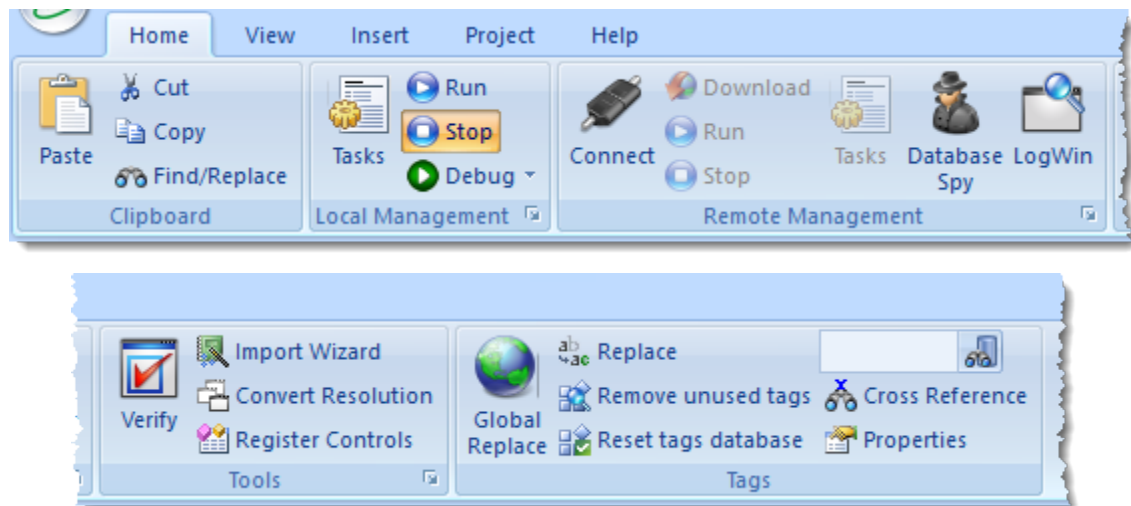 Home View Insert Project Help
Cut Run Download
Copy Stop Run
Paste Tasks Connect Tasks Database LogWin
Find/Replace Debug Stop Spy
Clipboard Local Management Remote Management
Import Wizard ab ac Replace
Convert Resolution Remove unused tags Cross Reference
Verify Global
Register Controls Replace Reset tags database Properties
Tools Tags